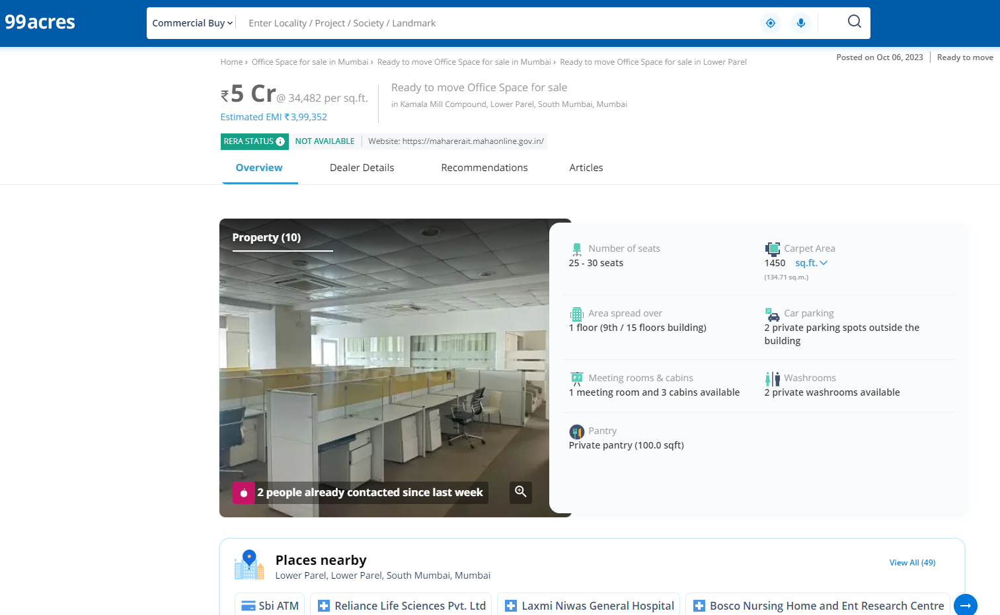 99acres
Commercial Buy
Enter Locality / Project / Society / Landmark
Home › Office Space for sale in Mumbai › Ready to move Office Space for sale in Mumbai › Ready to move Office Space for sale in Lower Parel
Posted on Oct 06, 2023 | Ready to move
₹ 5 Cr @ 34,482 per sq.ft.
Estimated EMI ₹ 3,99,352
Ready to move Office Space for sale
in Kamala Mill Compound, Lower Parel, South Mumbai, Mumbai
RERA STATUS i NOT AVAILABLE | Website: https://maharerait.mahaonline.gov.in/
Overview Dealer Details Recommendations Articles
Property (10)
2 people already contacted since last week
Number of seats
25 - 30 seats
Carpet Area
1450 sq.ft.
(134.71 sq.m.)
Area spread over
1 floor (9th / 15 floors building)
P
Car parking
2 private parking spots outside the
building
Meeting rooms & cabins
1 meeting room and 3 cabins available
Washrooms
2 private washrooms available
Pantry
Private pantry (100.0 sqft)
Places nearby
Lower Parel, Lower Parel, South Mumbai, Mumbai
View All (49)
Sbi ATM
Reliance Life Sciences Pvt. Ltd
Laxmi Niwas General Hospital
Bosco Nursing Home and Ent Research Centre